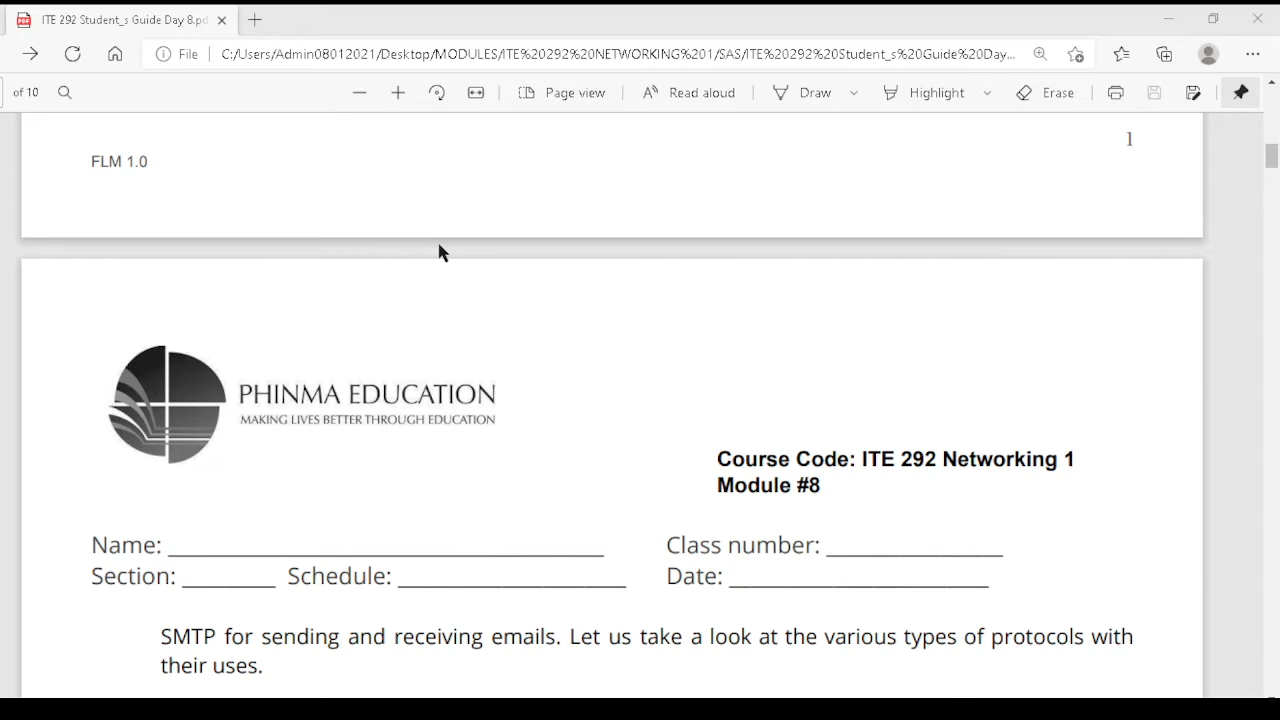 ITE 292 Student_s Guide Day 8.pd
File
C:/Users/Admin08012021/Desktop/MODULES/ITE%20292%20NETWORKING%201/SAS/ITE%20292%20Student_s%20Guide%20Day...
of 10
Page view
Read aloud
Draw
Highlight
Erase
1
FLM 1.0
PHINMA EDUCATION
MAKING LIVES BETTER THROUGH EDUCATION
Course Code: ITE 292 Networking 1
Module #8
Name: ___________________________________ Class number: ______________
Section: ________ Schedule: ___________________ Date: ______________________
SMTP for sending and receiving emails. Let us take a look at the various types of protocols with
their uses.